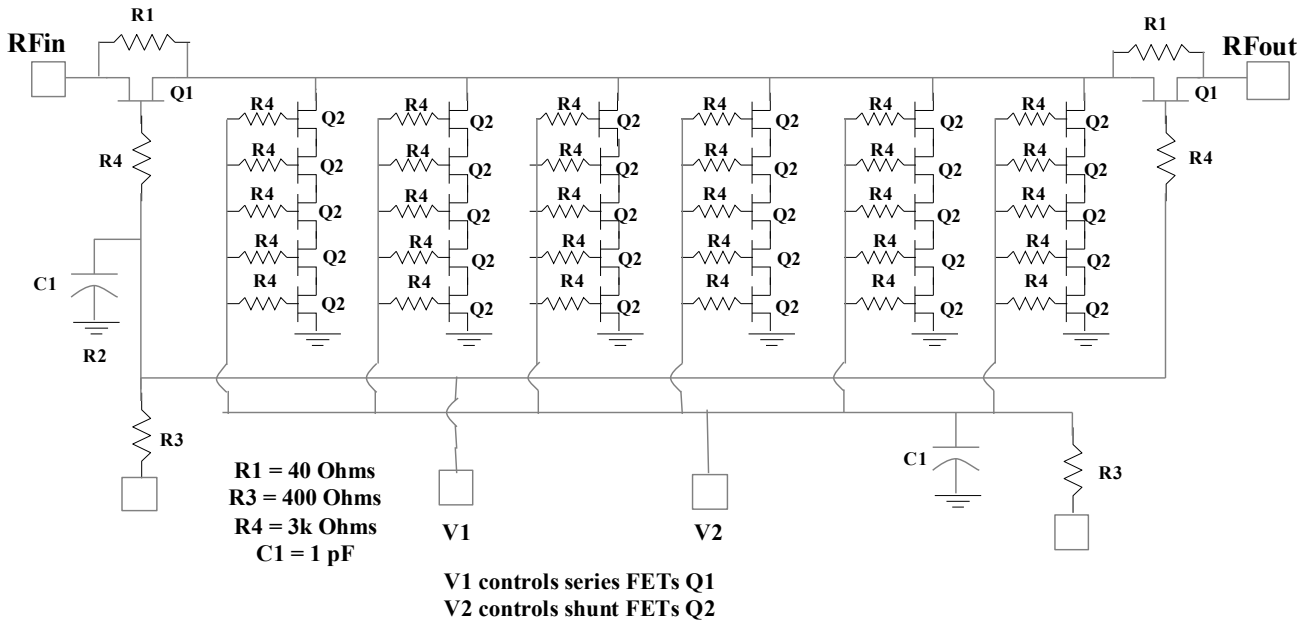 R1
RFin
R1
RFout
Q1
Q1
R4
R4
R4 Q2 R4 Q2 R4 Q2 R4 Q2 R4 Q2 R4 Q2
R4 Q2 R4 Q2 R4 Q2 R4 Q2 R4 Q2 R4 Q2
R4 Q2 R4 Q2 R4 Q2 R4 Q2 R4 Q2 R4 Q2
R4 Q2 R4 Q2 R4 Q2 R4 Q2 R4 Q2 R4 Q2
R4 Q2 R4 Q2 R4 Q2 R4 Q2 R4 Q2 R4 Q2
C1
R2
R3
C1
R3
R1 = 40 Ohms
R3 = 400 Ohms
R4 = 3k Ohms
C1 = 1 pF
V1
V2
V1 controls series FETs Q1
V2 controls shunt FETs Q2